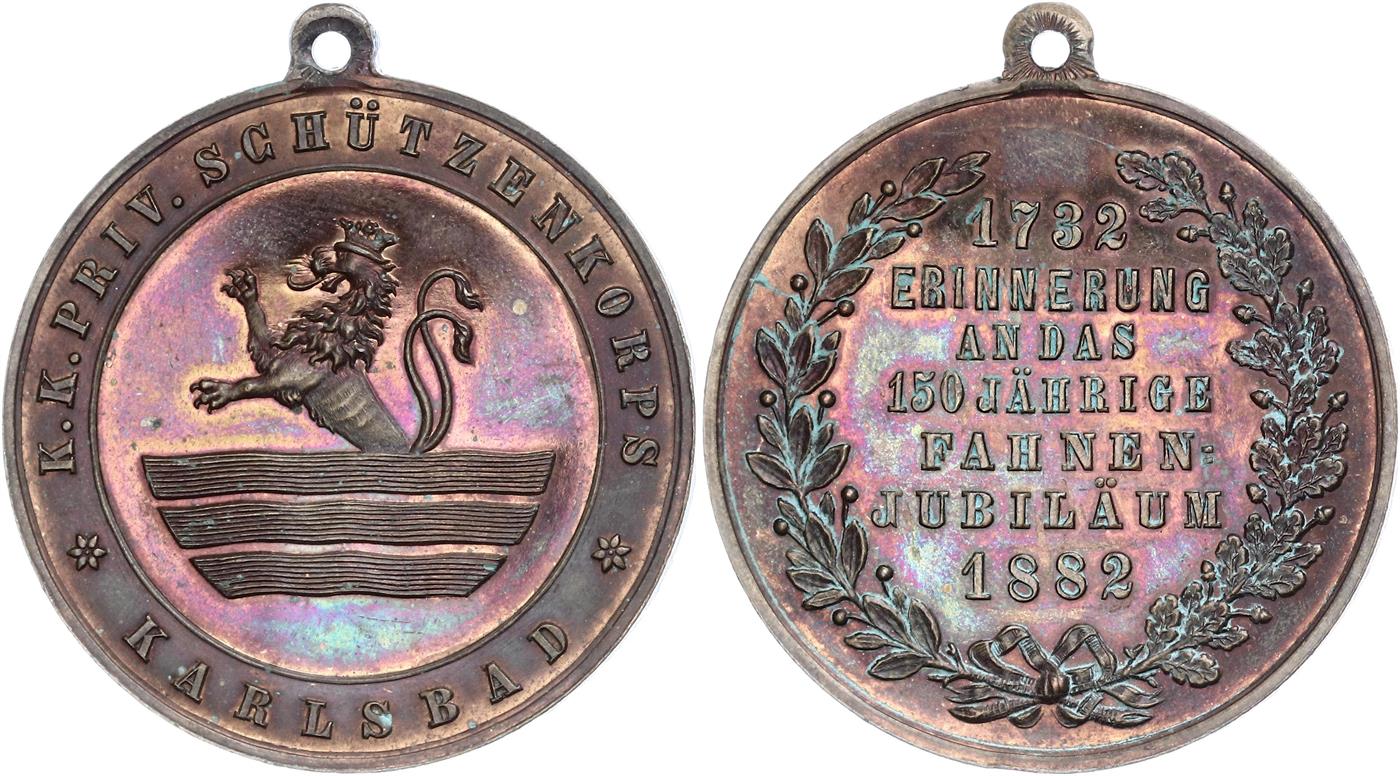 K.K.PRIV. SCHÜTZENKORPS
KARLSBAD
1732
ERINNERUNG
AN DAS
150 JÄHRIGE
FAHNEN-
JUBILÄUM
1882